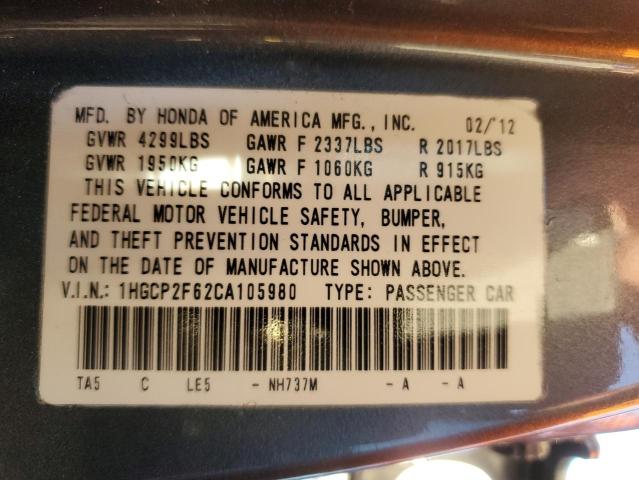 MFD. BY HONDA OF AMERICA MFG., INC. 02/'12
GVWR 4299LBS GAWR F 2337LBS R 2017LBS
GVWR 1950KG GAWR F 1060KG R 915KG
THIS VEHICLE CONFORMS TO ALL APPLICABLE
FEDERAL MOTOR VEHICLE SAFETY, BUMPER,
AND THEFT PREVENTION STANDARDS IN EFFECT
ON THE DATE OF MANUFACTURE SHOWN ABOVE.
V.I.N.: 1HGCP2F62CA105980 TYPE: PASSENGER CAR
TA5 C LE5 - NH737M - A - A